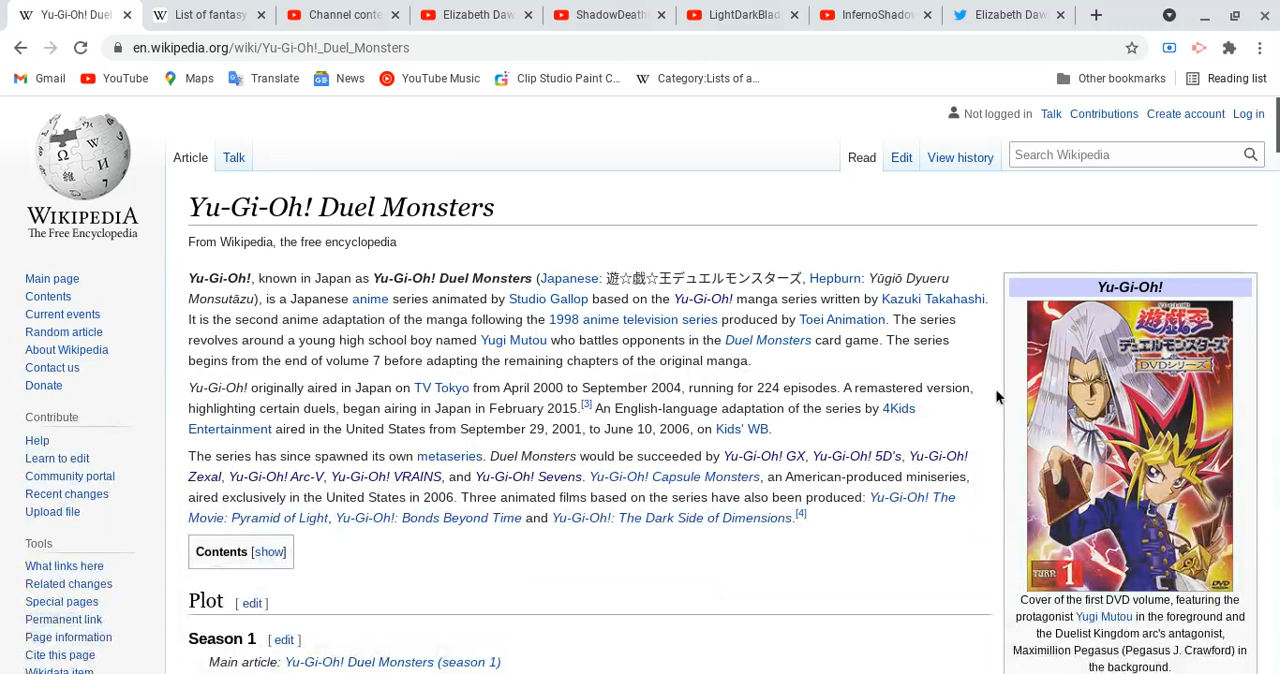 Yu-Gi-Oh! Duel
List of fantasy
Channel conte
Elizabeth Daw
ShadowDeath
LightDarkBlad
InfernoShadow
Elizabeth Daw
en.wikipedia.org/wiki/Yu-Gi-Oh!_Duel_Monsters
Gmail YouTube Maps Translate News YouTube Music Clip Studio Paint C... Category:Lists of a... Other bookmarks Reading list
Not logged in Talk Contributions Create account Log in
Article Talk Read Edit View history Search Wikipedia
WIKIPEDIA
The Free Encyclopedia
Main page
Contents
Current events
Random article
About Wikipedia
Contact us
Donate
Contribute
Help
Learn to edit
Community portal
Recent changes
Upload file
Tools
What links here
Related changes
Special pages
Permanent link
Page information
Cite this page
Wikidata item
Yu-Gi-Oh! Duel Monsters
From Wikipedia, the free encyclopedia
Yu-Gi-Oh!, known in Japan as Yu-Gi-Oh! Duel Monsters (Japanese: 遊☆戯☆王デュエルモンスターズ, Hepburn: Yūgiō Dyueru
Monsutāzu), is a Japanese anime series animated by Studio Gallop based on the Yu-Gi-Oh! manga series written by Kazuki Takahashi.
It is the second anime adaptation of the manga following the 1998 anime television series produced by Toei Animation. The series
revolves around a young high school boy named Yugi Mutou who battles opponents in the Duel Monsters card game. The series
begins from the end of volume 7 before adapting the remaining chapters of the original manga.
Yu-Gi-Oh! originally aired in Japan on TV Tokyo from April 2000 to September 2004, running for 224 episodes. A remastered version,
highlighting certain duels, began airing in Japan in February 2015.[3] An English-language adaptation of the series by 4Kids
Entertainment aired in the United States from September 29, 2001, to June 10, 2006, on Kids' WB.
The series has since spawned its own metaseries. Duel Monsters would be succeeded by Yu-Gi-Oh! GX, Yu-Gi-Oh! 5D's, Yu-Gi-Oh!
Zexal, Yu-Gi-Oh! Arc-V, Yu-Gi-Oh! VRAINS, and Yu-Gi-Oh! Sevens. Yu-Gi-Oh! Capsule Monsters, an American-produced miniseries,
aired exclusively in the United States in 2006. Three animated films based on the series have also been produced: Yu-Gi-Oh! The
Movie: Pyramid of Light, Yu-Gi-Oh!: Bonds Beyond Time and Yu-Gi-Oh!: The Dark Side of Dimensions.[4]
Contents [show]
Plot [ edit ]
Season 1 [ edit ]
Main article: Yu-Gi-Oh! Duel Monsters (season 1)
Yu-Gi-Oh!
遊戯王
デュエルモンスターズ
DVDシリーズ
TURN 1
DVD
Cover of the first DVD volume, featuring the
protagonist Yugi Mutou in the foreground and
the Duelist Kingdom arc's antagonist,
Maximillion Pegasus (Pegasus J. Crawford) in
the background.